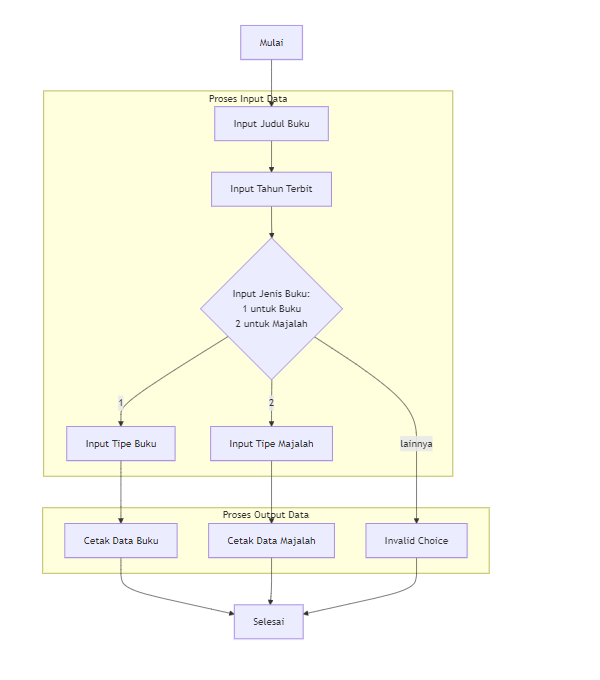 Mulai
Proses Input Data
Input Judul Buku
Input Tahun Terbit
Input Jenis Buku:
1 untuk Buku
2 untuk Majalah
1
2
Input Tipe Buku
Input Tipe Majalah
lainnya
Proses Output Data
Cetak Data Buku
Cetak Data Majalah
Invalid Choice
Selesai